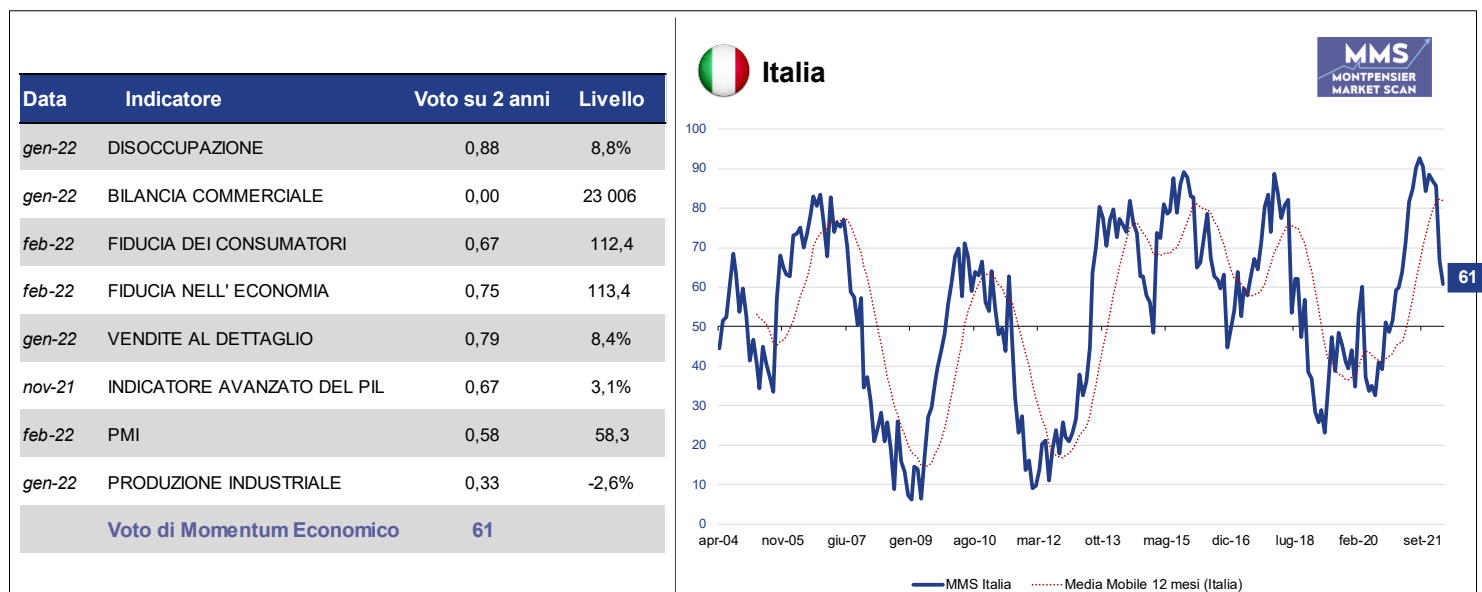 Data Indicatore Voto su 2 anni Livello
gen-22 DISOCCUPAZIONE 0,88 8,8%
gen-22 BILANCIA COMMERCIALE 0,00 23 006
feb-22 FIDUCIA DEI CONSUMATORI 0,67 112,4
feb-22 FIDUCIA NELL' ECONOMIA 0,75 113,4
gen-22 VENDITE AL DETTAGLIO 0,79 8,4%
nov-21 INDICATORE AVANZATO DEL PIL 0,67 3,1%
feb-22 PMI 0,58 58,3
gen-22 PRODUZIONE INDUSTRIALE 0,33 -2,6%
Voto di Momentum Economico 61
Italia
MMS
MONTPENSIER
MARKET SCAN
100
90
80
70
60
50
40
30
20
10
0
61
apr-04 nov-05 giu-07 gen-09 ago-10 mar-12 ott-13 mag-15 dic-16 lug-18 feb-20 set-21
MMS Italia Media Mobile 12 mesi (Italia)